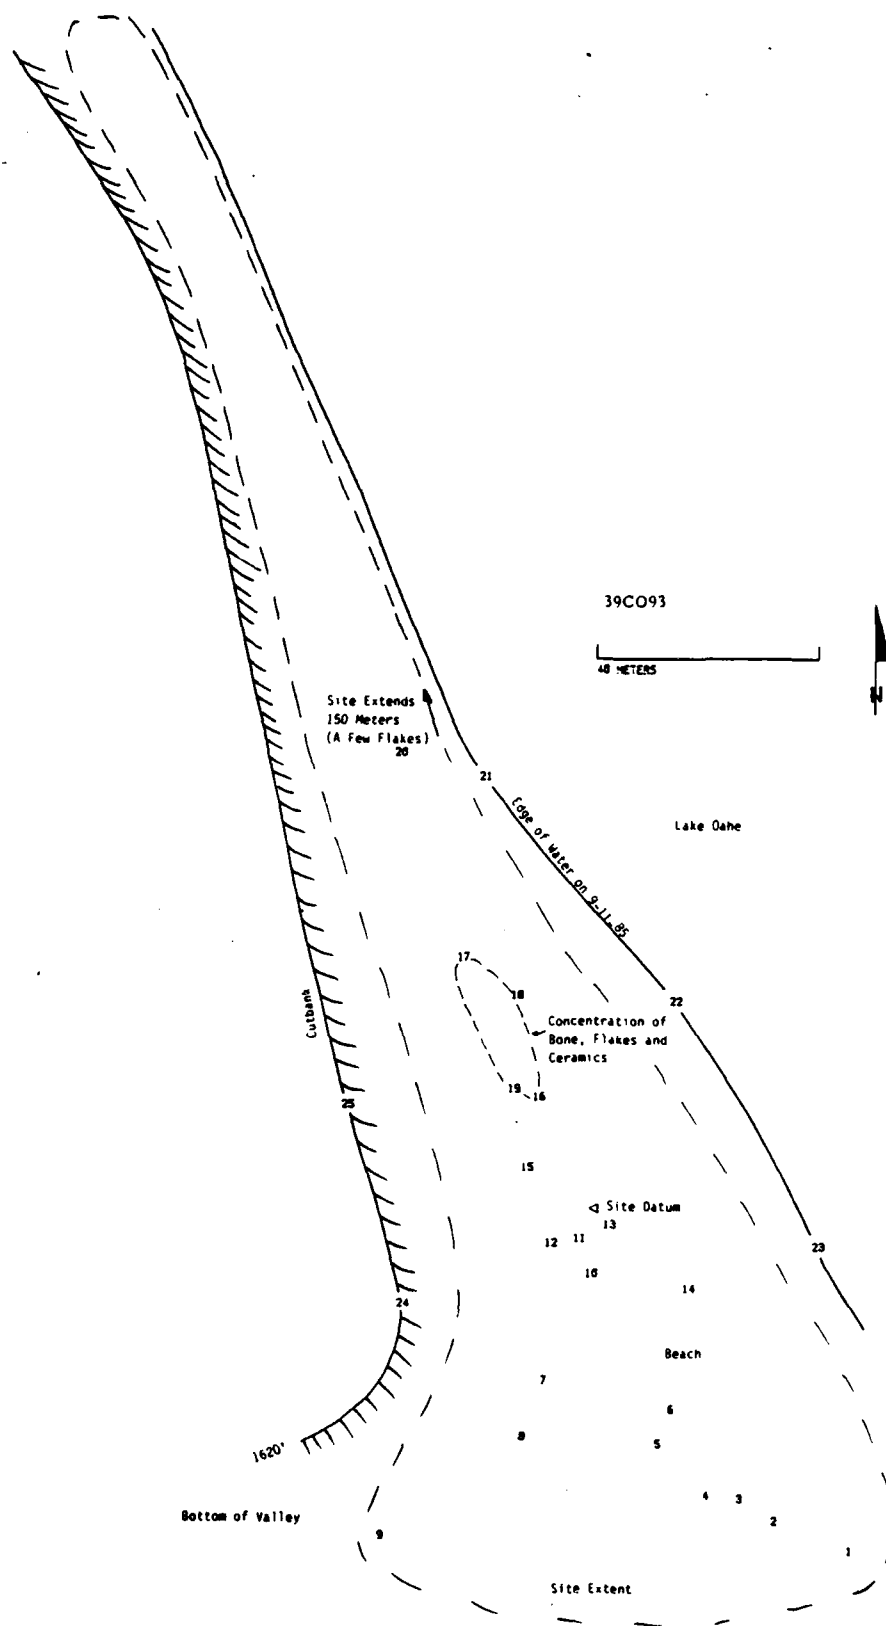 39CO93
40 METERS
N
Site Extends
150 Meters
(A Few Flakes)
20
21
Edge of Water on 9-11-85
Lake Oahe
17
18
22
Concentration of
Bone, Flakes and
Ceramics
Cutbank
19
16
25
15
Site Datum
13
12
11
23
10
14
24
Beach
7
6
8
5
1620'
4
3
Bottom of Valley
2
9
1
Site Extent